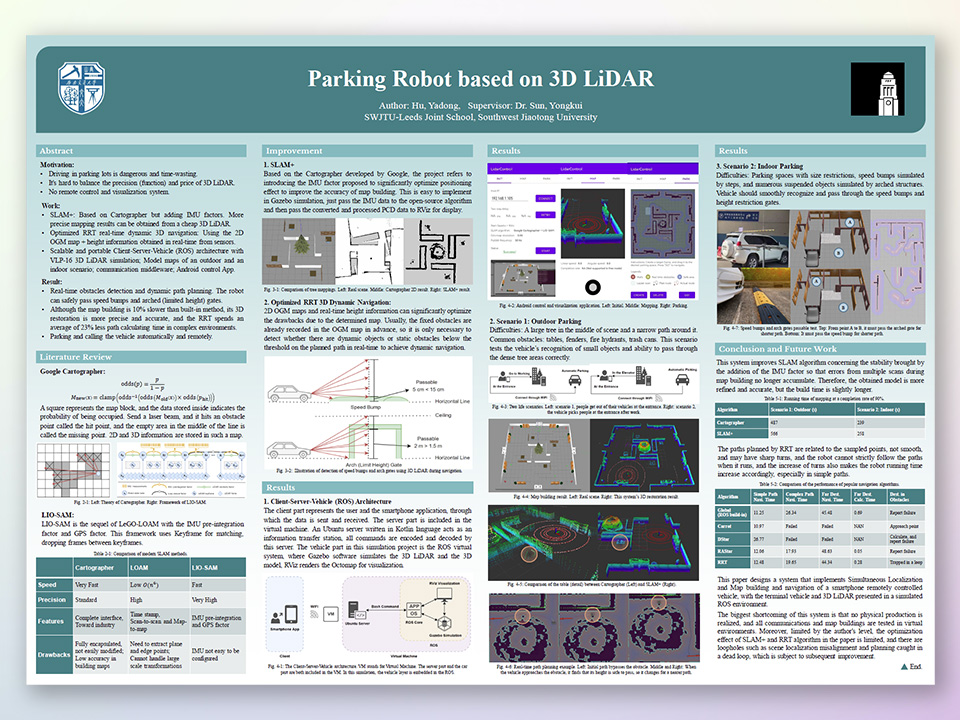 Parking Robot based on 3D LiDAR
Author: Hu, Yadong, Supervisor: Dr. Sun, Yongkui
SWJTU-Leeds Joint School, Southwest Jiaotong University
Abstract
Motivation:
• Driving in parking lots is dangerous and time-wasting.
• It's hard to balance the precision (function) and price of 3D LiDAR.
• No remote control and visualization system.
Work:
• SLAM+: Based on Cartographer but adding IMU factors. More
precise mapping results can be obtained from a cheap 3D LiDAR.
• Optimized RRT real-time dynamic 3D navigation: Using the 2D
OGM map + height information obtained in real-time from sensors.
• Scalable and portable Client-Server-Vehicle (ROS) architecture with
VLP-16 3D LiDAR simulation; Model maps of an outdoor and an
indoor scenario; communication middleware; Android control App.
Result:
• Real-time obstacles detection and dynamic path planning. The robot
can safely pass speed bumps and arched (limited height) gates.
• Although the map building is 10% slower than built-in method, its 3D
restoration is more precise and accurate, and the RRT spends an
average of 23% less path calculating time in complex environments.
• Parking and calling the vehicle automatically and remotely.
Literature Review
Google Cartographer:
A square represents the map block, and the data stored inside indicates the
probability of being occupied. Send a laser beam, and it hits an obstacle
point called the hit point, and the empty area in the middle of the line is
called the missing point. 2D and 3D information are stored in such a map.
Fig. 2-1: Left: Theory of Cartographer. Right: Framework of LIO-SAM.
LIO-SAM:
LIO-SAM is the sequel of LeGO-LOAM with the IMU pre-integration
factor and GPS factor. This Framework uses Keyframe for matching,
dropping frames between keyframes.
Table 2-1: Comparison of modern SLAM methods.
Cartographer LOAM LIO-SAM
Speed Very Fast Low O(n⁶) Fast
Precision Standard High Very High
Features Complete interface, Toward industry Time stamp, Scan-to-scan and Map-to-map IMU pre-integration and GPS factor
Drawbacks Fully encapsulated, not easily modified; Low accuracy in building maps Need to extract plane and edge points; Cannot handle large scale transformations IMU not easy to be configured
Improvement
1. SLAM+
Based on the Cartographer developed by Google, the project refers to
introducing the IMU factor proposed to significantly optimize positioning
effect to improve the accuracy of map building. This is easy to implement
in Gazebo simulation, just pass the IMU data to the open-source algorithm
and then pass the converted and processed PCD data to RViz for display.
Fig. 3-1: Comparison of tree mappings. Left: Real scene. Middle: Cartographer 2D result. Right: SLAM+ result.
2. Optimized RRT 3D Dynamic Navigation:
2D OGM maps and real-time height information can significantly optimize
the drawbacks due to the determined map. Usually, the fixed obstacles are
already recorded in the OGM map in advance, so it is only necessary to
detect whether there are dynamic objects or static obstacles below the
threshold on the planned path in real-time to achieve dynamic navigation.
Passable
5 cm × 15 cm
Horizontal Line
Speed Bump
Ceiling
Passable
2 m > 1.5 m
Horizontal Line
Arch (Limit Height) Gate
Fig. 3-2: Illustration of detection of speed bumps and arch gates using 3D LiDAR during navigation.
Results
1. Client-Server-Vehicle (ROS) Architecture
The client part represents the user and the smartphone application, through
which the data is sent and received. The server part is included in the
virtual machine. An Ubuntu server written in Kotlin language acts as an
information transfer station, all commands are encoded and decoded by
this server. The vehicle part in this simulation project is the ROS virtual
system, where Gazebo software simulates the 3D LiDAR and the 3D
model, RViz renders the Octomap for visualization.
RViz Visualization
WiFi
VM
Bash Command
APP
OS
Smartphone App
Ubuntu Server
ROS Core
Gazebo Simulation
ROS
Client
Virtual Machine
Fig. 4-1: The Client-Server-Vehicle architecture. VM stands for Virtual Machine. The server part and the car
part are both included in the VM. In this simulation, the vehicle layer is embedded in the ROS.
Results
Fig. 4-2: Android control and visualization application. Left: Initial. Middle: Mapping. Right: Parking.
2. Scenario 1: Outdoor Parking
Difficulties: A large tree in the middle of scene and a narrow path around it.
Common obstacles: tables, fenders, fire hydrants, trash cans. This scenario
tests the vehicle's recognition of small objects and ability to pass through
the dense tree areas correctly.
Fig. 4-3: Two life scenarios. Left: scenario 1, people get out of their vehicles at the entrance. Right: scenario 2,
the vehicle picks people at the entrance after work.
Fig. 4-4: Map building result. Left: Real scene. Right: This system's 3D restoration result.
Fig. 4-5: Comparison of the table (detail) between Cartographer (Left) and SLAM+ (Right).
Fig. 4-6: Real-time path planning example. Left: Initial path bypasses the obstacle. Middle and Right: When
the vehicle approaches the obstacle, it finds that its height is safe to pass, so it changes for a nearer path.
Results
3. Scenario 2: Indoor Parking
Difficulties: Parking spaces with size restrictions, speed bumps simulated
by steps, and numerous suspended objects simulated by arched structures.
Vehicle should smoothly recognize and pass through the speed bumps and
height restriction gates.
A
B
A
B
Fig. 4-7: Speed bumps and arch gates passable test. Top: From point A to B, it must pass the arched gate for
shorter path. Bottom: It must pass the speed bump for shorter path.
Conclusion and Future Work
This system improves SLAM algorithm concerning the stability brought by
the addition of the IMU factor so that errors from multiple scans during
map building no longer accumulate. Therefore, the obtained model is more
refined and accurate, but the build time is slightly longer.
Table 5-1: Running time of mapping at a completion rate of 90%.
Algorithm Scenario 1: Outdoor (s) Scenario 2: Indoor (s)
Cartographer 487
SLAM+
The paths planned by RRT are related to the sampled points, not smooth,
and may have sharp turns, and the robot cannot strictly follow the paths
when it runs, and the increase of turns also makes the robot running time
increase accordingly, especially in simple paths.
Table 5-2: Comparison of the performance of popular navigation algorithms.
Algorithm Simple Path Navi. Time Complex Path Navi. Time Far Dest. Navi. Time Far Dest. Calc. Time Dest. in Obstacles
Global (ROS build-in) 11.25 26.34 45.48 0.69 Repeat failure
Carrot 10.97 Failed Failed NAN Approach point
DStar 26.77 Failed Failed NAN Calculate, and repeat failure
RAStar 12.06 17.93 48.63 0.03 Repeat failure
RRT 12.48 19.65 44.34 0.28 Trapped in a loop
This paper designs a system that implements Simultaneous Localization
and Map building and navigation of a smartphone remotely controlled
vehicle, with the terminal vehicle and 3D LiDAR presented in a simulated
ROS environment.
The biggest shortcoming of this system is that no physical production is
realized, and all communications and map buildings are tested in virtual
environments. Moreover, limited by the author's level, the optimization
effect of SLAM+ and RRT algorithm in the paper is limited, and there are
loopholes such as scene localization misalignment and planning caught in
a dead loop, which is subject to subsequent improvement.
▲ End